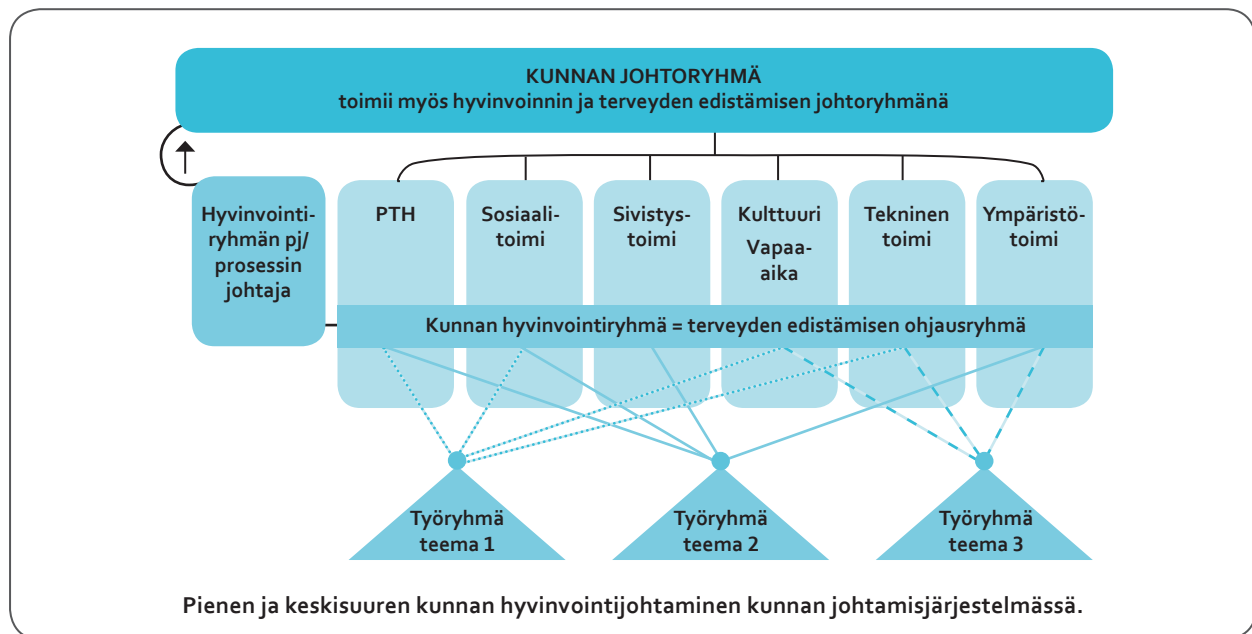 KUNNAN JOHTORYHMÄ
toimii myös hyvinvoinnin ja terveyden edistämisen johtoryhmänä
Hyvinvointi-
ryhmän pj/
prosessin
johtaja
PTH
Sosiaali-
toimi
Sivistys-
toimi
Kulttuuri
Vapaa-
aika
Tekninen
toimi
Ympäristö-
toimi
Kunnan hyvinvointiryhmä = terveyden edistämisen ohjausryhmä
Työryhmä
teema 1
Työryhmä
teema 2
Työryhmä
teema 3
Pienen ja keskisuuren kunnan hyvinvointijohtaminen kunnan johtamisjärjestelmässä.